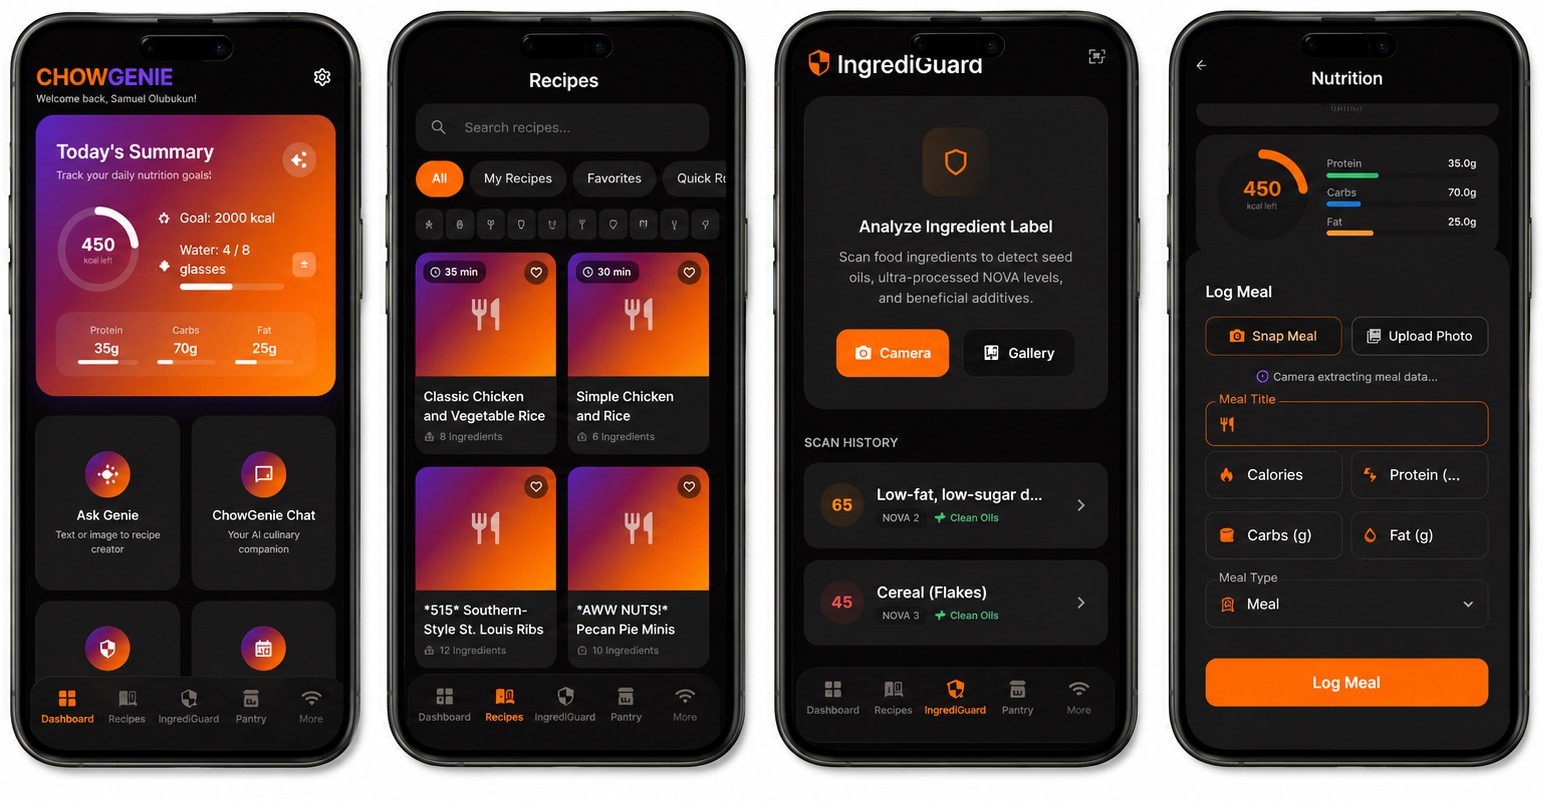 CHOWGENIE
Welcome back, Samuel Olubukun!
Today's Summary
Track your daily nutrition goals!
450
kcal left
Goal: 2000 kcal
Water: 4 / 8
glasses
Protein
Carbs
Fat
35g
70g
25g
Ask Genie
Text or image to recipe
creator
ChowGenie Chat
Your AI culinary
companion
Dashboard
Recipes
IngrediGuard
Pantry
More
Recipes
Search recipes...
All
My Recipes
Favorites
Quick Ru
35 min
30 min
Classic Chicken
and Vegetable Rice
8 Ingredients
Simple Chicken
and Rice
6 Ingredients
*515* Southern-
Style St. Louis Ribs
12 Ingredients
*AWW NUTS!*
Pecan Pie Minis
10 Ingredients
Dashboard
Recipes
IngrediGuard
Pantry
More
IngrediGuard
Analyze Ingredient Label
Scan food ingredients to detect seed
oils, ultra-processed NOVA levels,
and beneficial additives.
Camera
Gallery
SCAN HISTORY
65
Low-fat, low-sugar d...
NOVA 2
Clean Oils
45
Cereal (Flakes)
NOVA 3
Clean Oils
Dashboard
Recipes
IngrediGuard
Pantry
More
Nutrition
450
kcal left
Protein
35.0g
Carbs
70.0g
Fat
25.0g
Log Meal
Snap Meal
Upload Photo
Camera extracting meal data...
Meal Title
Calories
Protein (...
Carbs (g)
Fat (g)
Meal Type
Meal
Log Meal